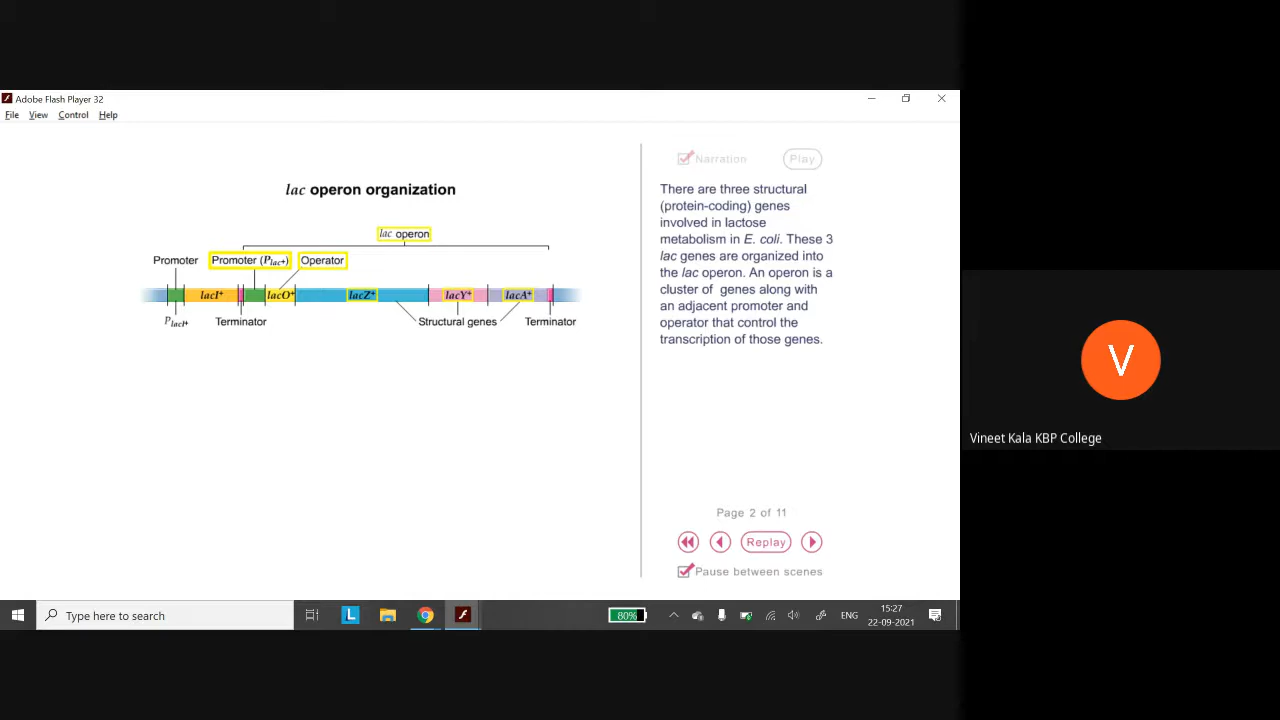 Adobe Flash Player 32
File View Control Help
lac operon organization
lac operon
Promoter Promoter (Plac+) Operator
lacI+ lacO+ lacZ+ lacY+ lacA+
PlacI+ Terminator Structural genes Terminator
Narration Play
There are three structural
(protein-coding) genes
involved in lactose
metabolism in E. coli. These 3
lac genes are organized into
the lac operon. An operon is a
cluster of genes along with
an adjacent promoter and
operator that control the
transcription of those genes.
Page 2 of 11
Replay
Pause between scenes
V
Vineet Kala KBP College
Type here to search
L
80%
ENG
15:27
22-09-2021